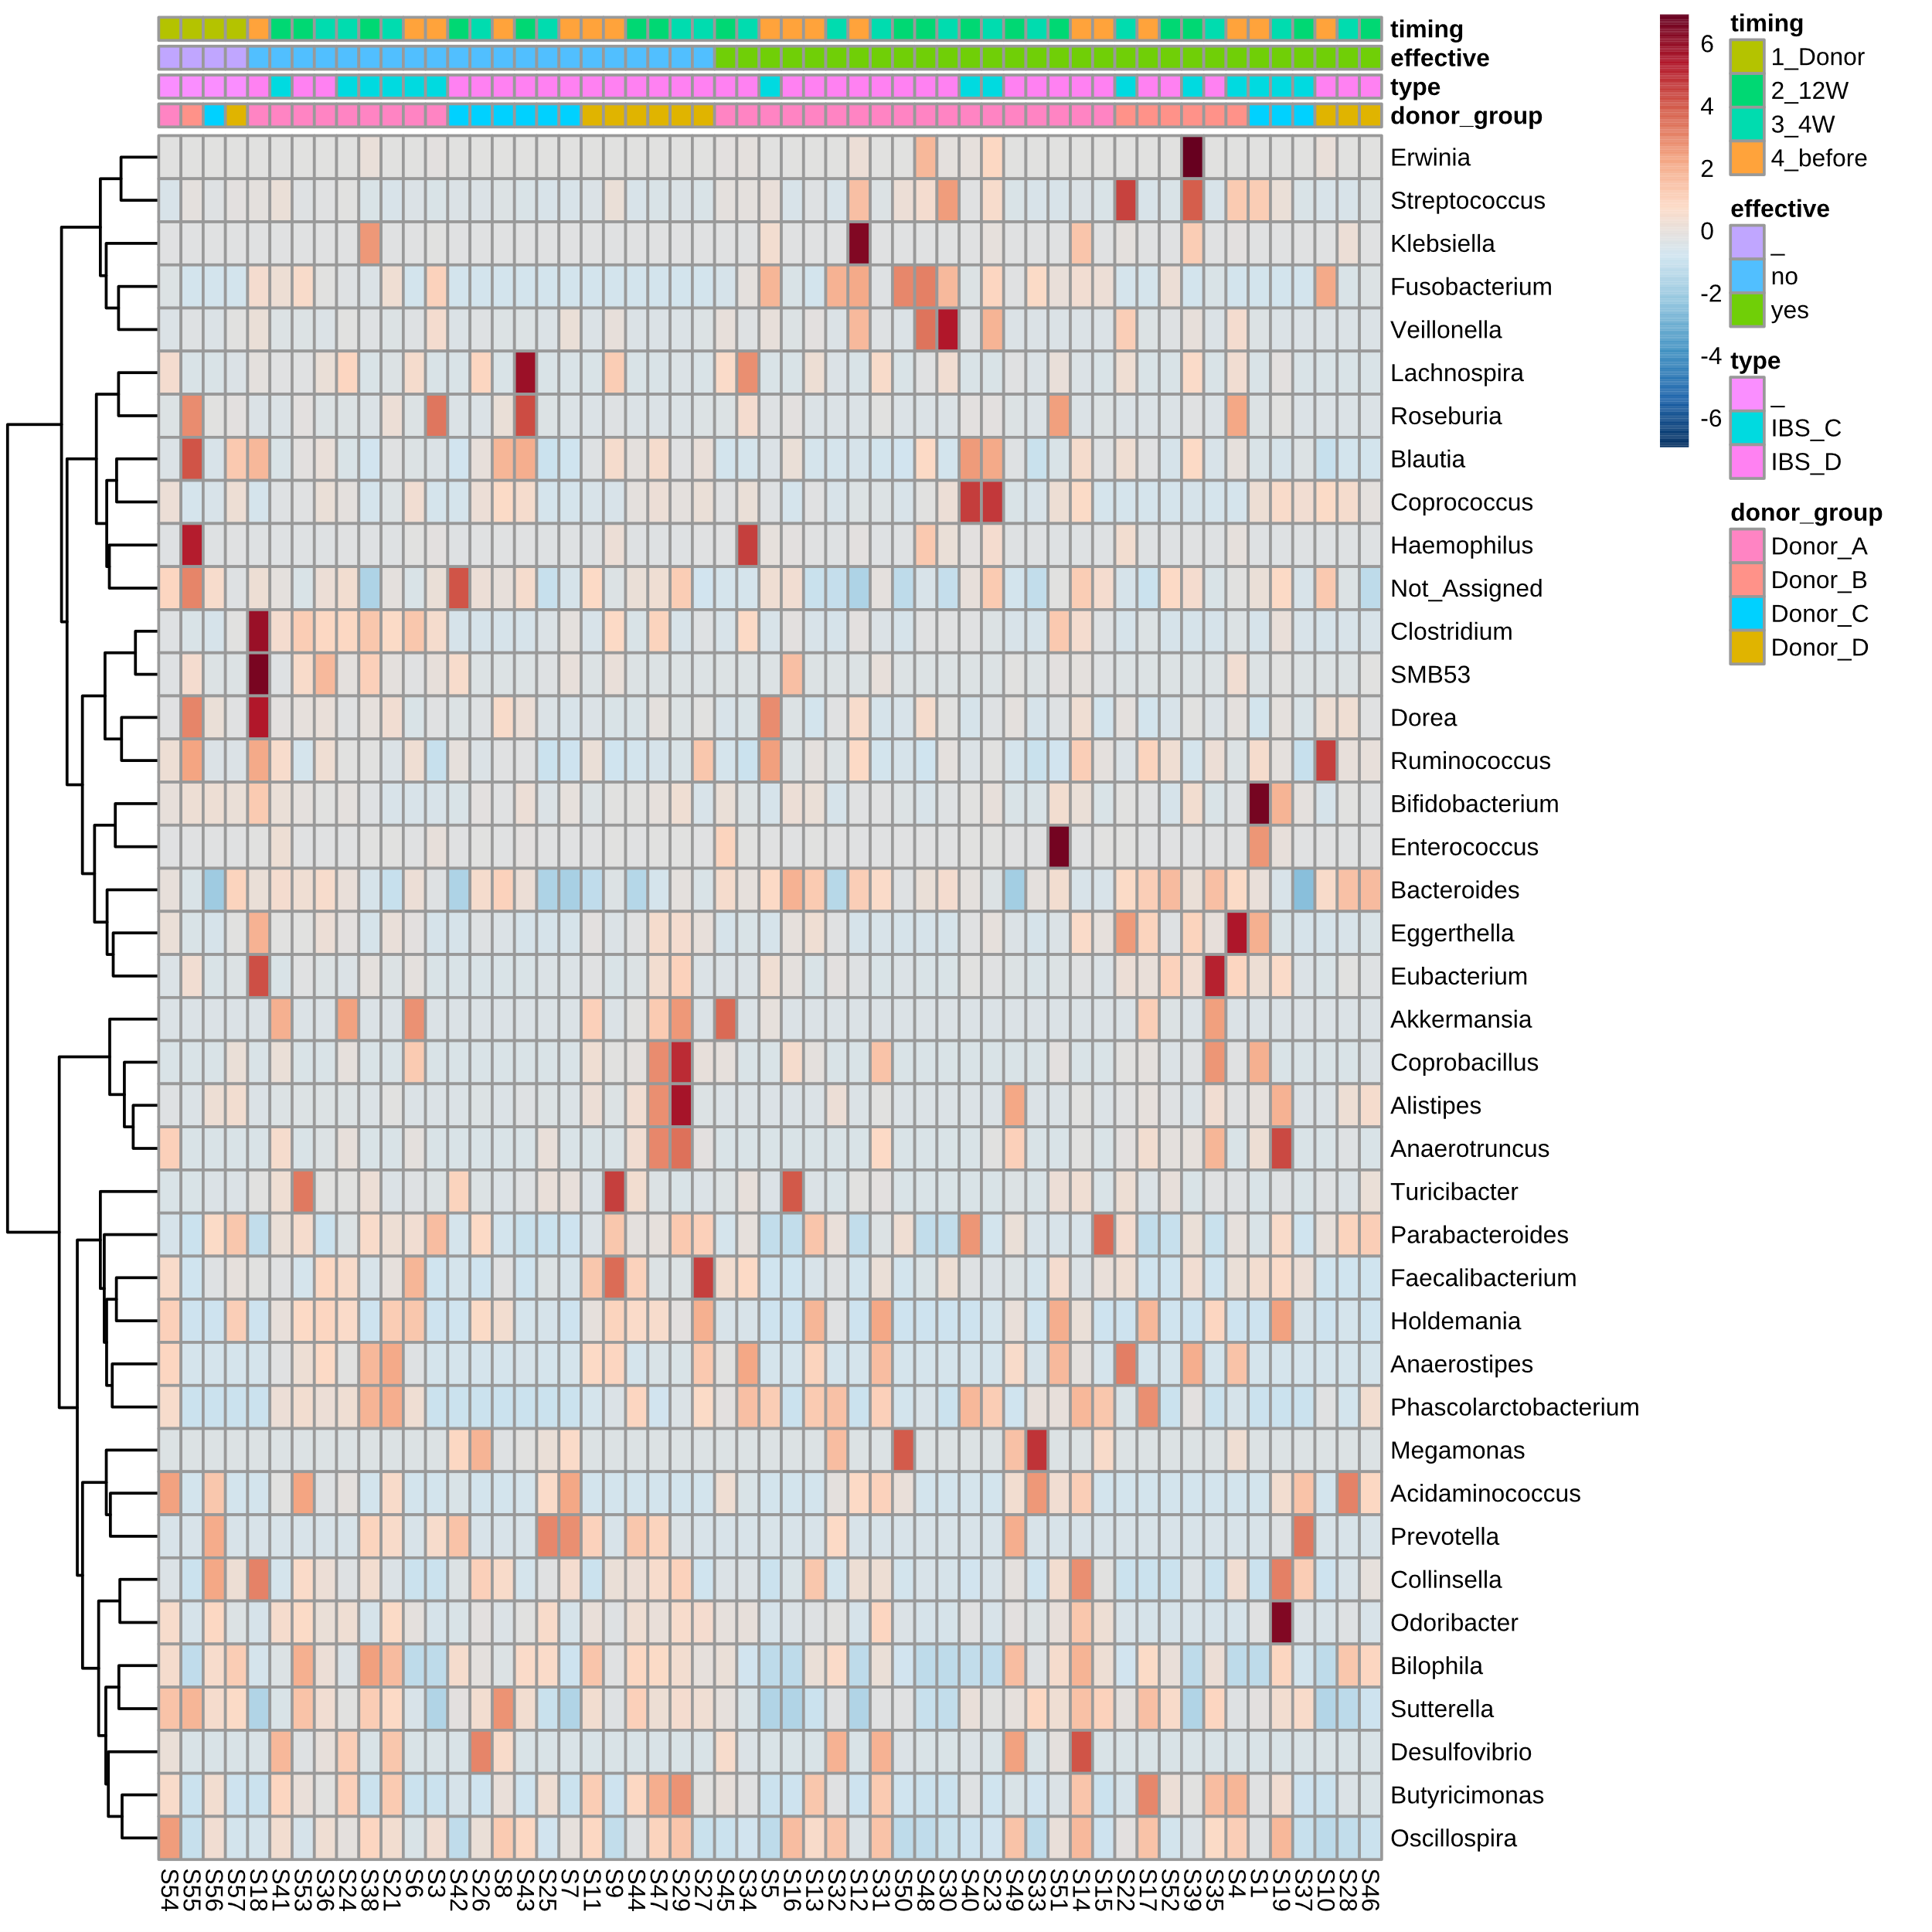 timing
effective
type
donor_group
Erwinia
Streptococcus
Klebsiella
Fusobacterium
Veillonella
Lachnospira
Roseburia
Blautia
Coprococcus
Haemophilus
Not_Assigned
Clostridium
SMB53
Dorea
Ruminococcus
Bifidobacterium
Enterococcus
Bacteroides
Eggerthella
Eubacterium
Akkermansia
Coprobacillus
Alistipes
Anaerotruncus
Turicibacter
Parabacteroides
Faecalibacterium
Holdemania
Anaerostipes
Phascolarctobacterium
Megamonas
Acidaminococcus
Prevotella
Collinsella
Odoribacter
Bilophila
Sutterella
Desulfovibrio
Butyricimonas
Oscillospira
S54 S55 S56 S57 S18 S41 S53 S36 S24 S38 S21 S6 S3 S42 S26 S8 S43 S25 S7 S11 S9 S44 S47 S29 S27 S45 S34 S5 S16 S13 S32 S12 S31 S50 S48 S30 S40 S23 S49 S33 S51 S14 S15 S22 S17 S52 S39 S35 S4 S1 S19 S37 S10 S28 S46
6
4
2
0
-2
-4
-6
timing
1_Donor
2_12W
3_4W
4_before
effective
_
no
yes
type
_
IBS_C
IBS_D
donor_group
Donor_A
Donor_B
Donor_C
Donor_D